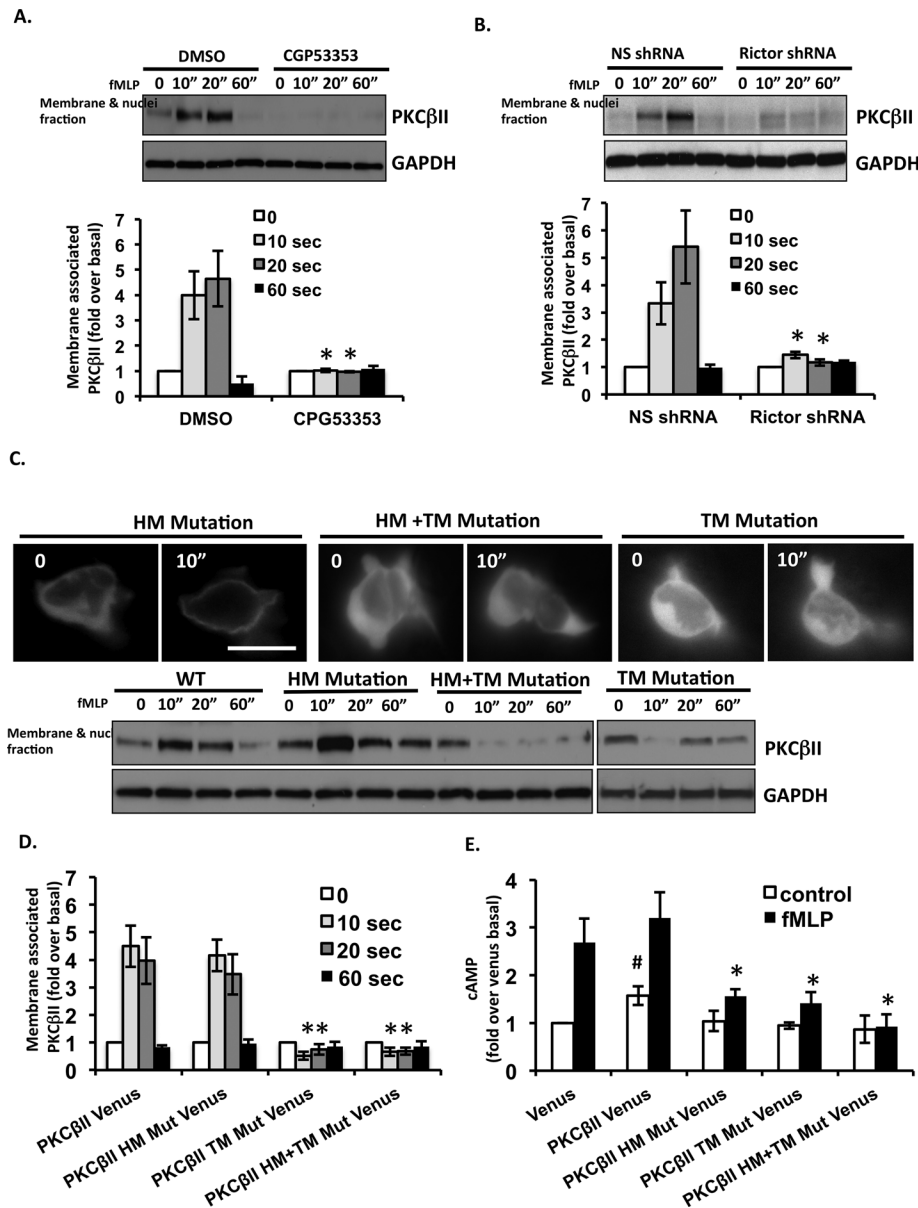 A.
DMSO CGP53353
fMLP 0 10” 20” 60” 0 10” 20” 60”
Membrane & nuclei
fraction
PKCβII
GAPDH
Membrane associated
PKCβII (fold over basal)
7
6
5
4
3
2
1
0
0
10 sec
20 sec
60 sec
* *
DMSO CPG53353
B.
NS shRNA Rictor shRNA
fMLP 0 10” 20” 60” 0 10” 20” 60”
Membrane & nuclei
fraction
PKCβII
GAPDH
Membrane associated
PKCβII (fold over basal)
7
6
5
4
3
2
1
0
0
10 sec
20 sec
60 sec
* *
NS shRNA Rictor shRNA
C.
HM Mutation HM +TM Mutation TM Mutation
0 10” 0 10” 0 10”
WT HM Mutation HM+TM Mutation TM Mutation
fMLP 0 10” 20” 60” 0 10” 20” 60” 0 10” 20” 60” 0 10” 20” 60”
Membrane & nuc
fraction
PKCβII
GAPDH
D.
Membrane associated
PKCβII (fold over basal)
7
6
5
4
3
2
1
0
0
10 sec
20 sec
60 sec
** **
PKCβII Venus
PKCβII HM Mut Venus
PKCβII TM Mut Venus
PKCβII HM+TM Mut Venus
E.
cAMP
(fold over venus basal)
4
3
2
1
0
control
fMLP
# * * *
Venus
PKCβII Venus
PKCβII HM Mut Venus
PKCβII TM Mut Venus
PKCβII HM+TM Mut Venus